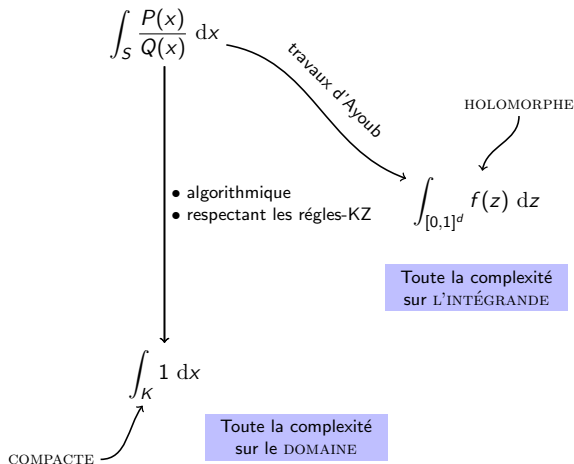 ∫_S P(x)/Q(x) dx
travaux d'Ayoub
HOLOMORPHE
• algorithmique
• respectant les régles-KZ
∫_{[0,1]^d} f(z) dz
Toute la complexité
sur L'INTÉGRANDE
∫_K 1 dx
Toute la complexité
sur le DOMAINE
COMPACTE